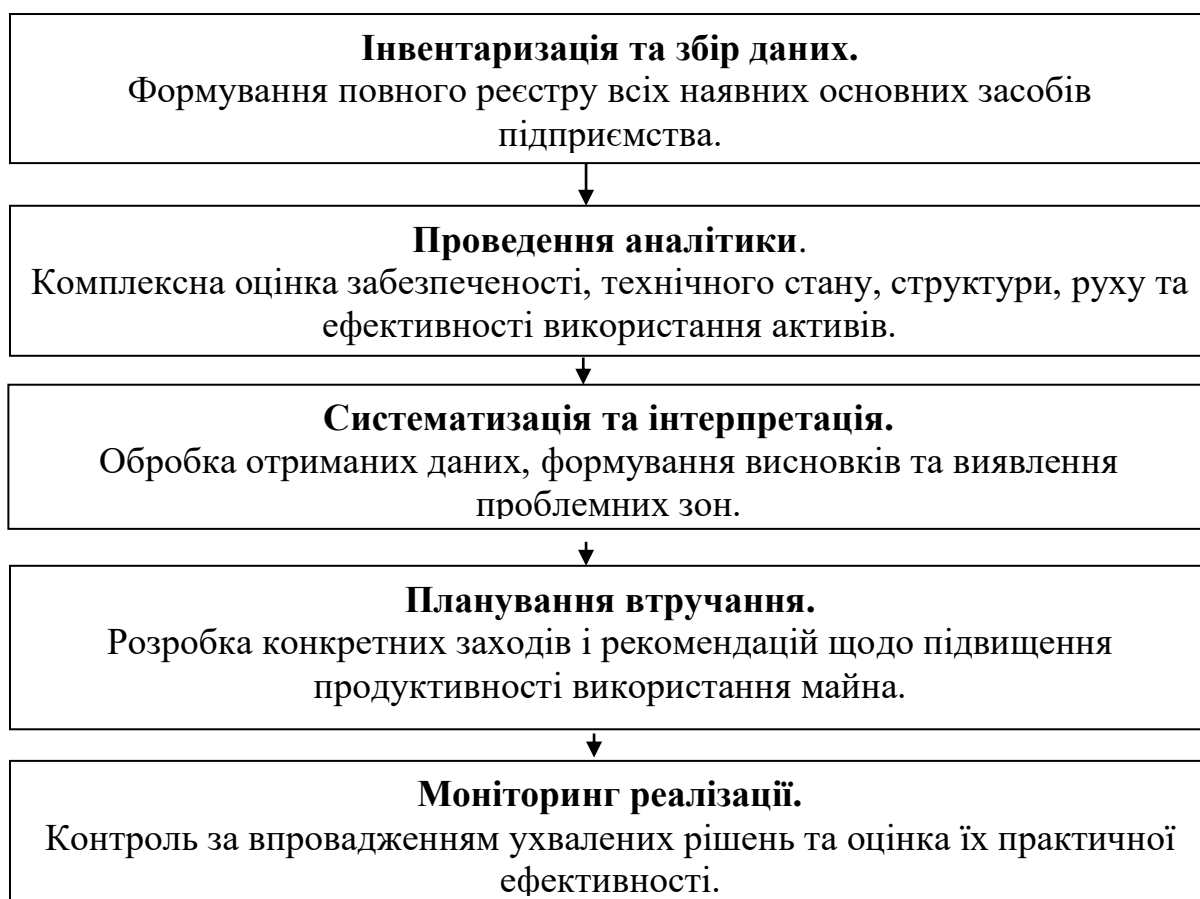 Інвентаризація та збір даних.
Формування повного реєстру всіх наявних основних засобів
підприємства.
Проведення аналітики.
Комплексна оцінка забезпеченості, технічного стану, структури, руху та
ефективності використання активів.
Систематизація та інтерпретація.
Обробка отриманих даних, формування висновків та виявлення
проблемних зон.
Планування втручання.
Розробка конкретних заходів і рекомендацій щодо підвищення
продуктивності використання майна.
Моніторинг реалізації.
Контроль за впровадженням ухвалених рішень та оцінка їх практичної
ефективності.